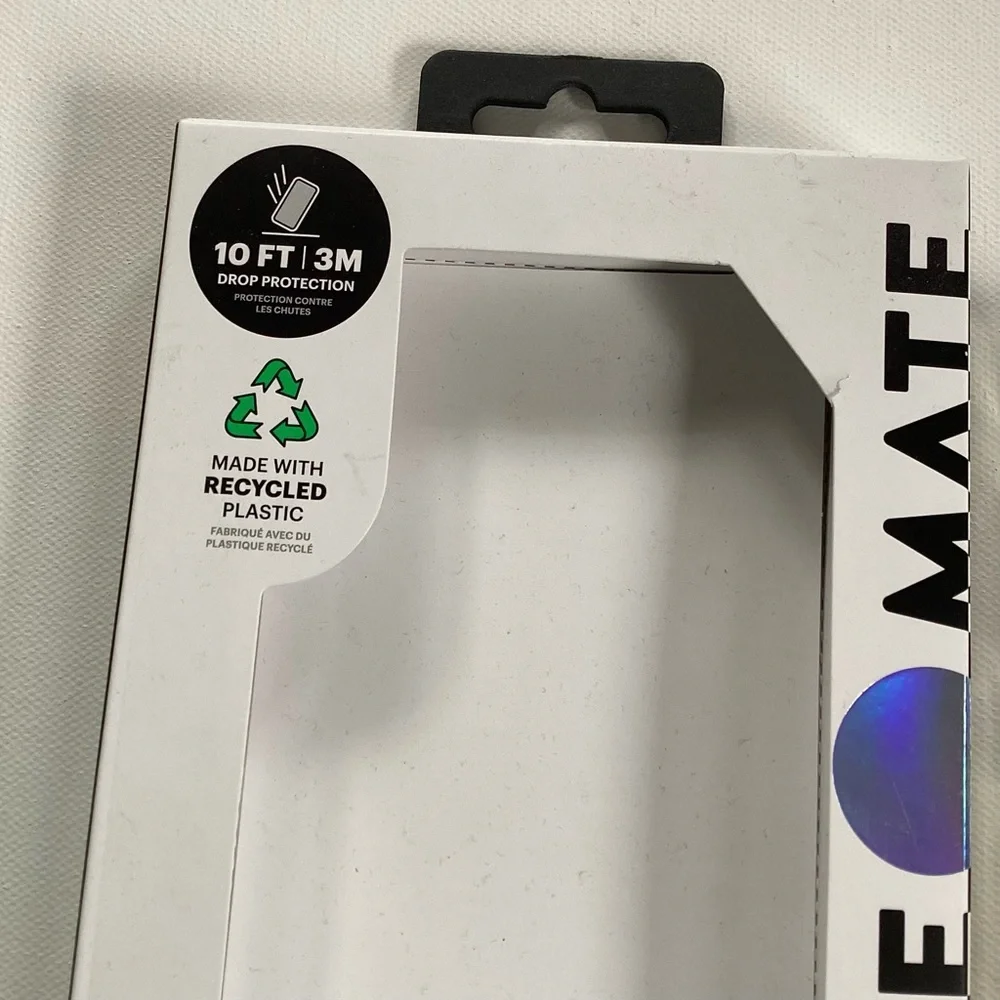 10 FT | 3M
DROP PROTECTION
PROTECTION CONTRE
LES CHUTES
MADE WITH
RECYCLED
PLASTIC
FABRIQUÉ AVEC DU
PLASTIQUE RECYCLÉ
E MATE